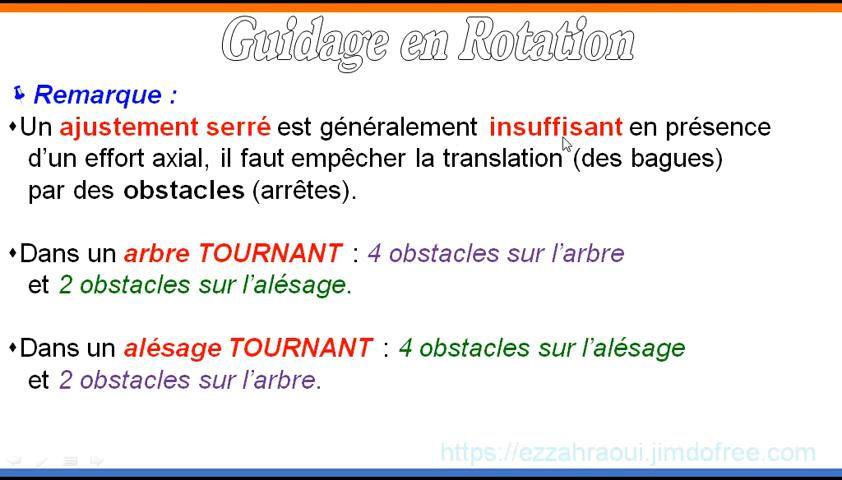 Guidage en Rotation
Remarque :
Un ajustement serré est généralement insuffisant en présence
d'un effort axial, il faut empêcher la translation (des bagues)
par des obstacles (arrêtes).
Dans un arbre TOURNANT : 4 obstacles sur l'arbre
et 2 obstacles sur l'alésage.
Dans un alésage TOURNANT : 4 obstacles sur l'alésage
et 2 obstacles sur l'arbre.
https://ezzahraoui.jimdofree.com